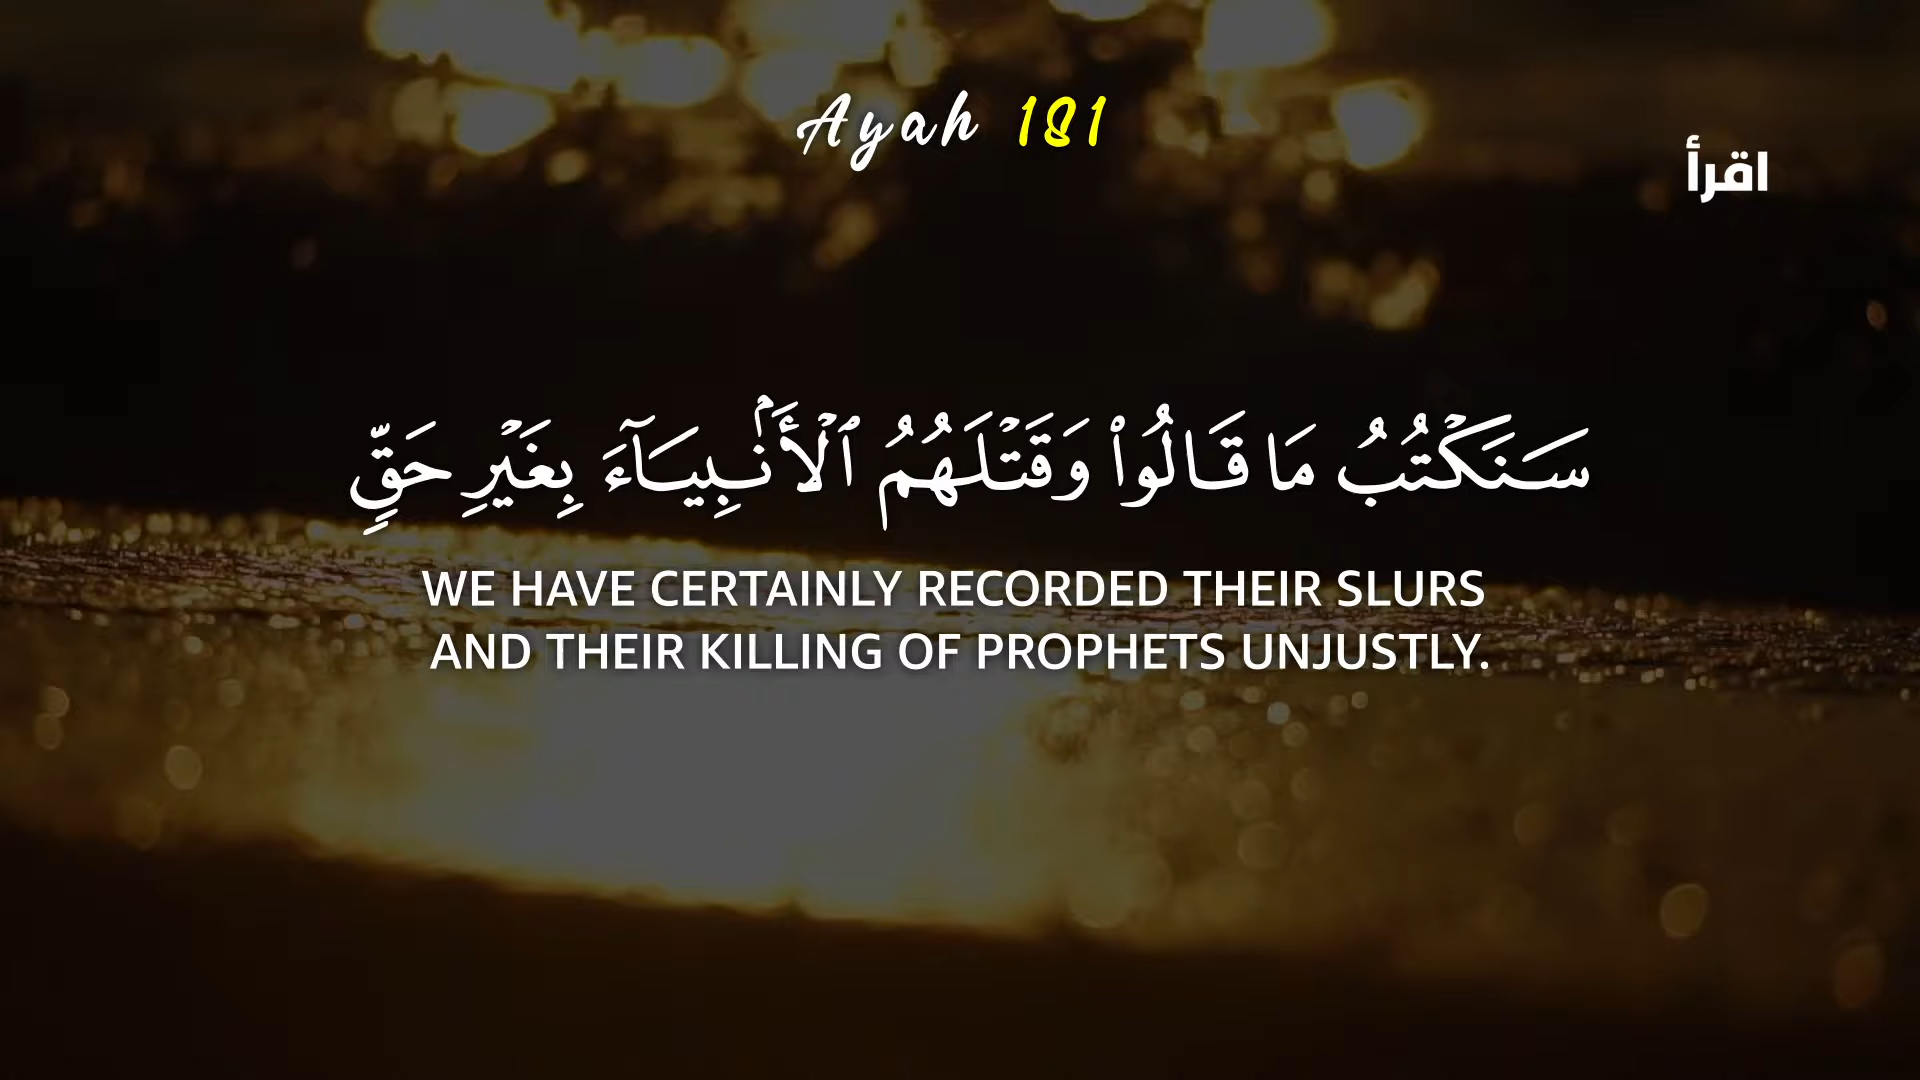 Ayah 181
اقرأ
سَنَكْتُبُ مَا قَالُوا۟ وَقَتْلَهُمُ ٱلْأَنۢبِيَآءَ بِغَيْرِ حَقٍّ
WE HAVE CERTAINLY RECORDED THEIR SLURS
AND THEIR KILLING OF PROPHETS UNJUSTLY.